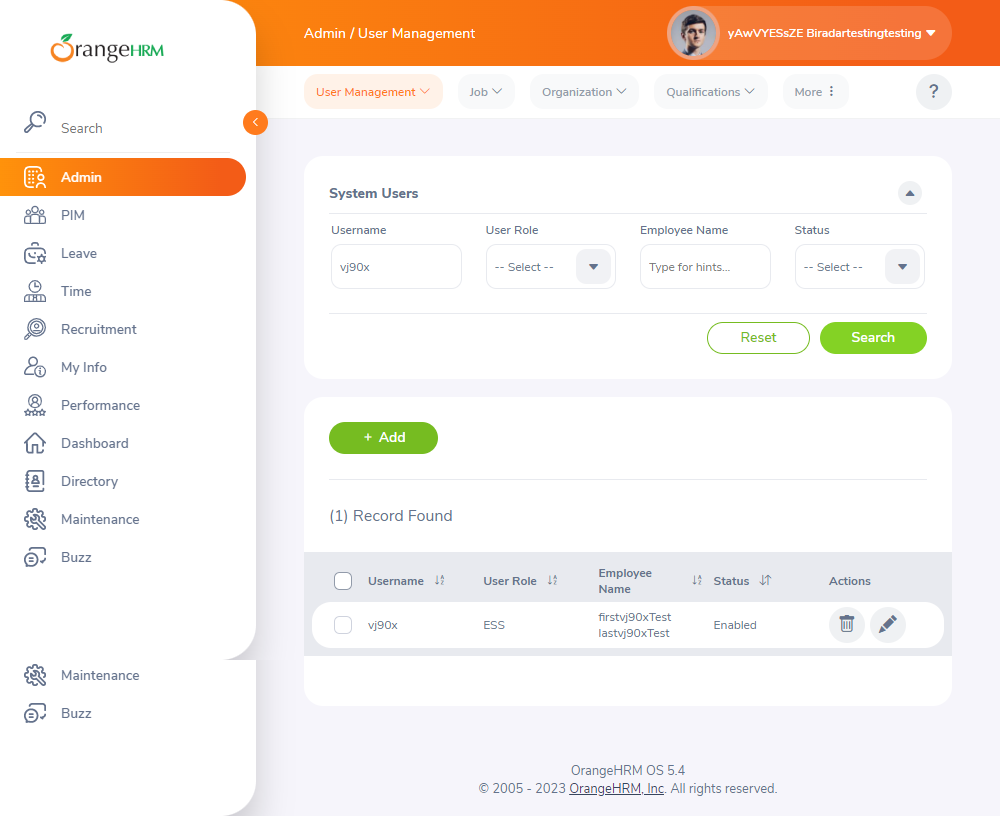 OrangeHRM
Search
Admin
PIM
Leave
Time
Recruitment
My Info
Performance
Dashboard
Directory
Maintenance
Buzz
Maintenance
Buzz
Admin / User Management
yAwVYESsZE Biradartestingtesting
User Management
Job
Organization
Qualifications
More
?
System Users
Username
User Role
Employee Name
Status
vj90x
-- Select --
Type for hints...
-- Select --
Reset
Search
+ Add
(1) Record Found
Username
User Role
Employee
Name
Status
Actions
vj90x
ESS
firstvj90xTest
lastvj90xTest
Enabled
OrangeHRM OS 5.4
© 2005 - 2023 OrangeHRM, Inc. All rights reserved.